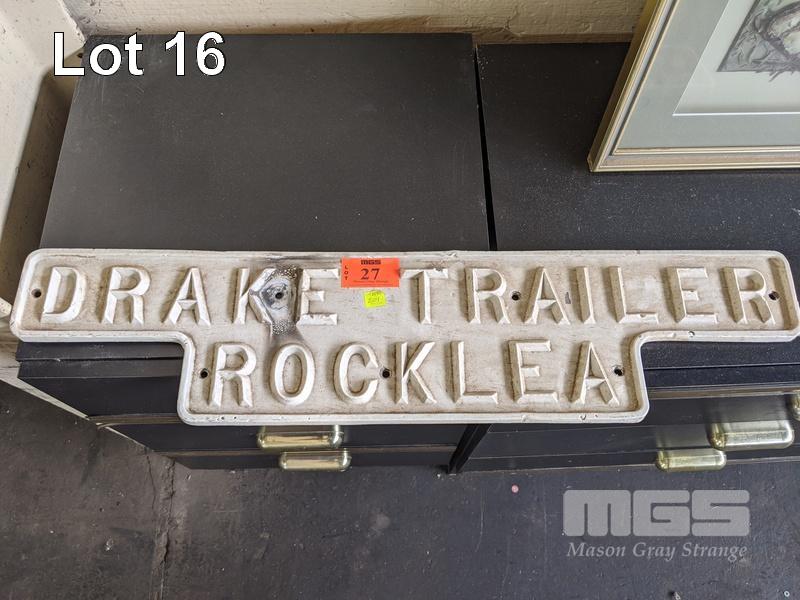 Lot 16
MGS
LOT 27
DRAKE TRAILER
ROCKLEA
MGS
Mason Gray Strange